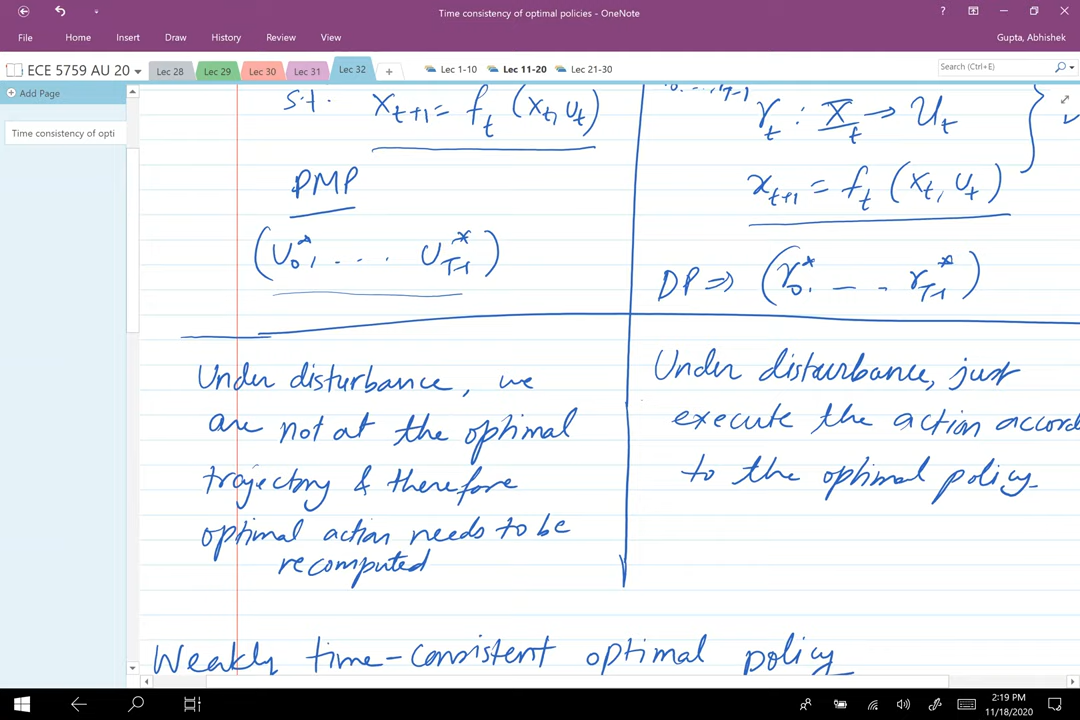 Time consistency of optimal policies - OneNote
Gupta, Abhishek
File Home Insert Draw History Review View
ECE 5759 AU 20 Lec 28 Lec 29 Lec 30 Lec 31 Lec 32 + Lec 1-10 Lec 11-20 Lec 21-30 Search (Ctrl+E)
Add Page
Time consistency of opti
s.t. x_{t+1} = f_t (x_t, u_t)
PMP
(u_0^*, . . . u_{T-1}^*)
Under disturbance, we
are not at the optimal
trajectory & therefore
optimal action needs to be
recomputed
γ_t : X_t → U_t
x_{t+1} = f_t (x_t, u_t)
DP ⇒ (γ_0^*, – . . γ_{T-1}^*)
Under disturbance, just
execute the action accord
to the optimal policy.
Weakly time-consistent optimal policy
2:19 PM
11/18/2020